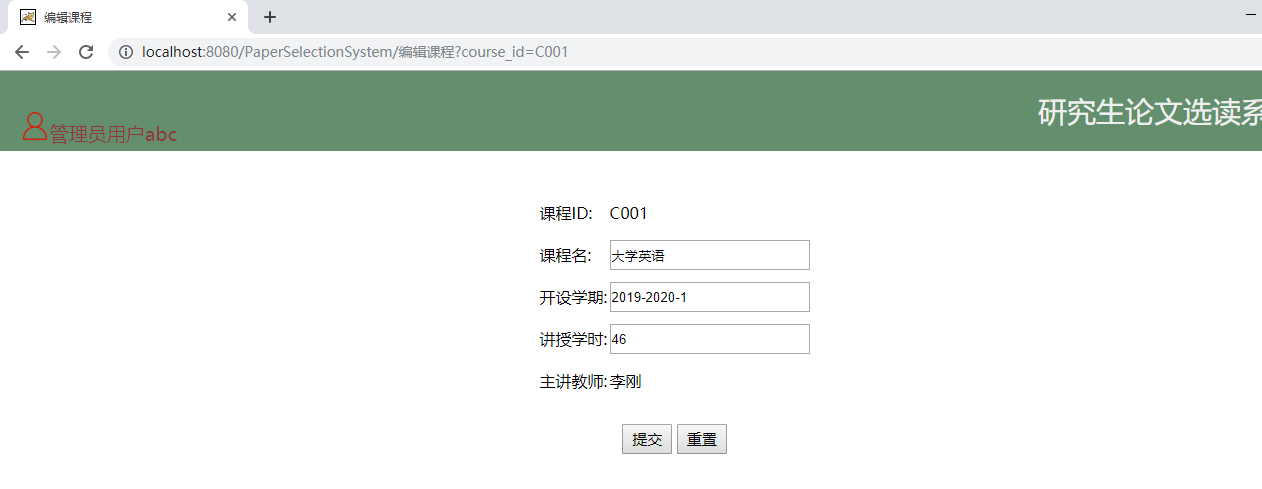 编辑课程
localhost:8080/PaperSelectionSystem/编辑课程?course_id=C001
管理员用户abc
研究生论文选读系
课程ID: C001
课程名: 大学英语
开设学期: 2019-2020-1
讲授学时: 46
主讲教师: 李刚
提交 重置